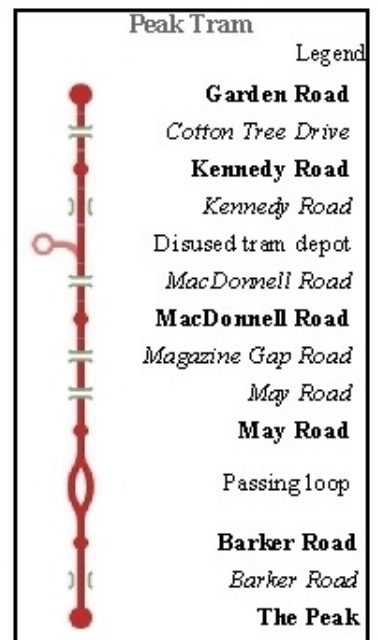 Peak Tram
Legend
Garden Road
Cotton Tree Drive
Kennedy Road
Kennedy Road
Disused tram depot
MacDonnell Road
MacDonnell Road
Magazine Gap Road
May Road
May Road
Passing loop
Barker Road
Barker Road
The Peak